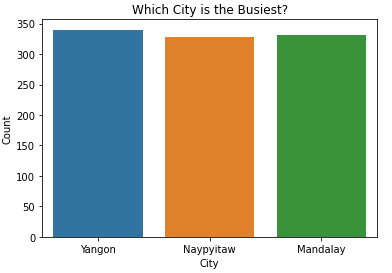 Which City is the Busiest?
350
300
250
200
150
100
50
0
Count
Yangon
Naypyitaw
Mandalay
City